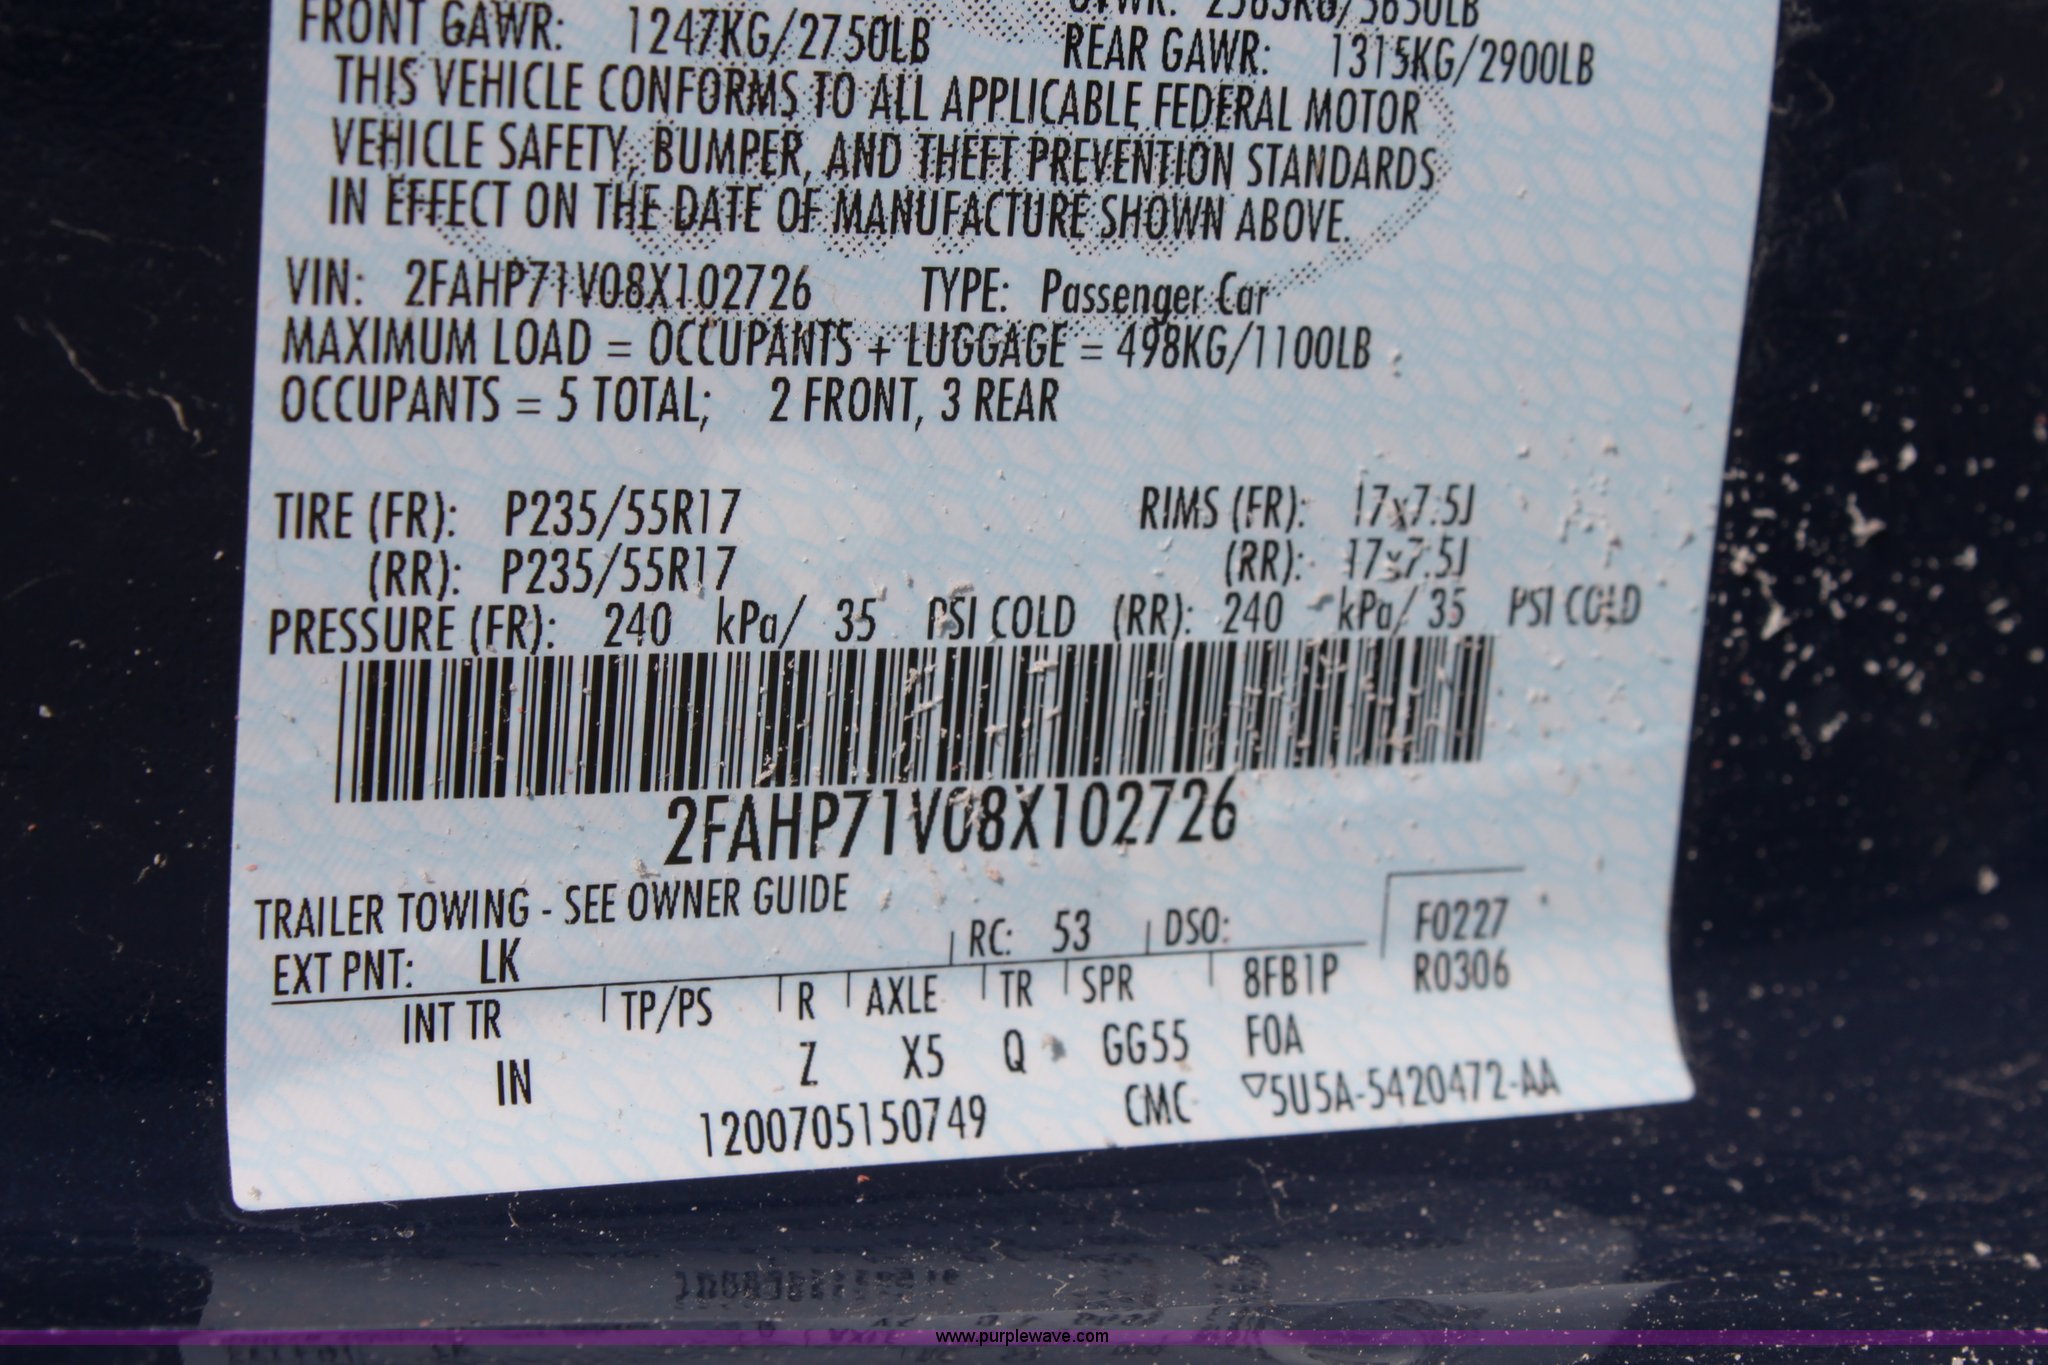 FRONT GAWR: 1247KG/2750LB
REAR GAWR: 1315KG/2900LB
THIS VEHICLE CONFORMS TO ALL APPLICABLE FEDERAL MOTOR
VEHICLE SAFETY, BUMPER, AND THEFT PREVENTION STANDARDS
IN EFFECT ON THE DATE OF MANUFACTURE SHOWN ABOVE.
VIN: 2FAHP71V08X102726 TYPE: Passenger Car
MAXIMUM LOAD = OCCUPANTS + LUGGAGE = 498KG/1100LB
OCCUPANTS = 5 TOTAL; 2 FRONT, 3 REAR
TIRE (FR): P235/55R17 RIMS (FR): 17x7.5J
(RR): P235/55R17 (RR): 17x7.5J
PRESSURE (FR): 240 kPa/ 35 PSI COLD (RR): 240 kPa/ 35 PSI COLD
2FAHP71V08X102726
TRAILER TOWING - SEE OWNER GUIDE
EXT PNT: LK RC: 53 DSO: F0227
INT TR TP/PS R AXLE TR SPR 8FB1P R0306
IN Z X5 Q GG55 F0A
1200705150749 CMC ▽5U5A-5420472-AA
www.purplewave.com